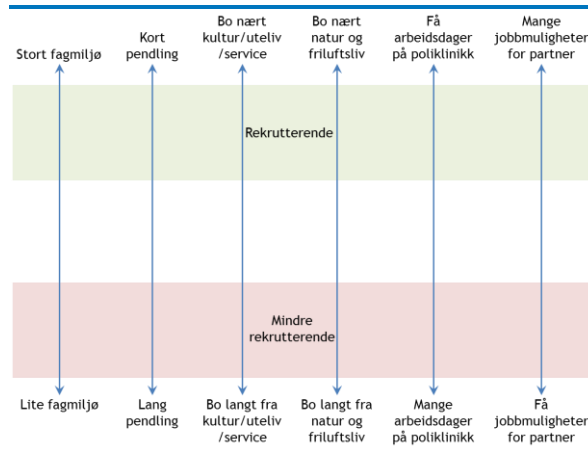 Stort fagmiljø
Kort
pendling
Bo nært
kultur/uteliv
/service
Bo nært
natur og
friluftsliv
Få
arbeidsdager
på poliklinikk
Mange
jobbmuligheter
for partner
Rekrutterende
Mindre
rekrutterende
Lite fagmiljø
Lang
pendling
Bo langt fra
kultur/uteliv
/service
Bo langt fra
natur og
friluftsliv
Mange
arbeidsdager
på poliklinikk
Få
jobbmuligheter
for partner